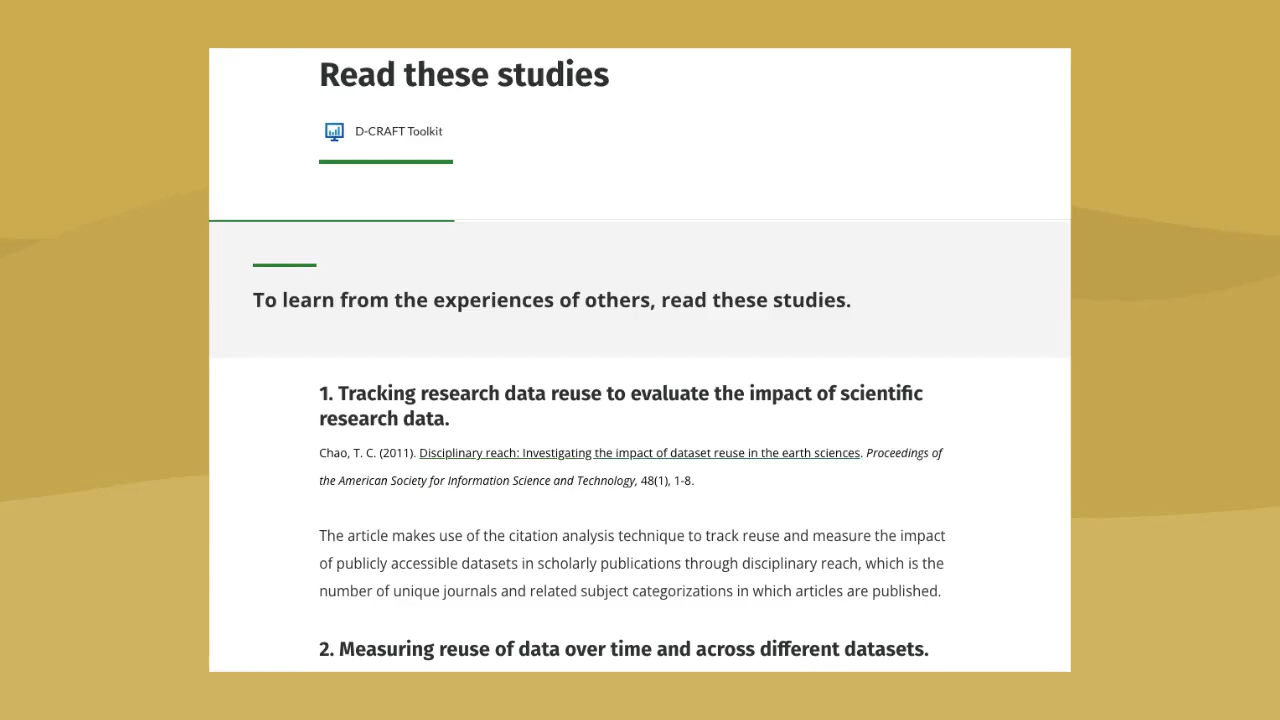 Read these studies
D-CRAFT Toolkit
To learn from the experiences of others, read these studies.
1. Tracking research data reuse to evaluate the impact of scientific
research data.
Chao, T. C. (2011). Disciplinary reach: Investigating the impact of dataset reuse in the earth sciences. Proceedings of
the American Society for Information Science and Technology, 48(1), 1-8.
The article makes use of the citation analysis technique to track reuse and measure the impact
of publicly accessible datasets in scholarly publications through disciplinary reach, which is the
number of unique journals and related subject categorizations in which articles are published.
2. Measuring reuse of data over time and across different datasets.